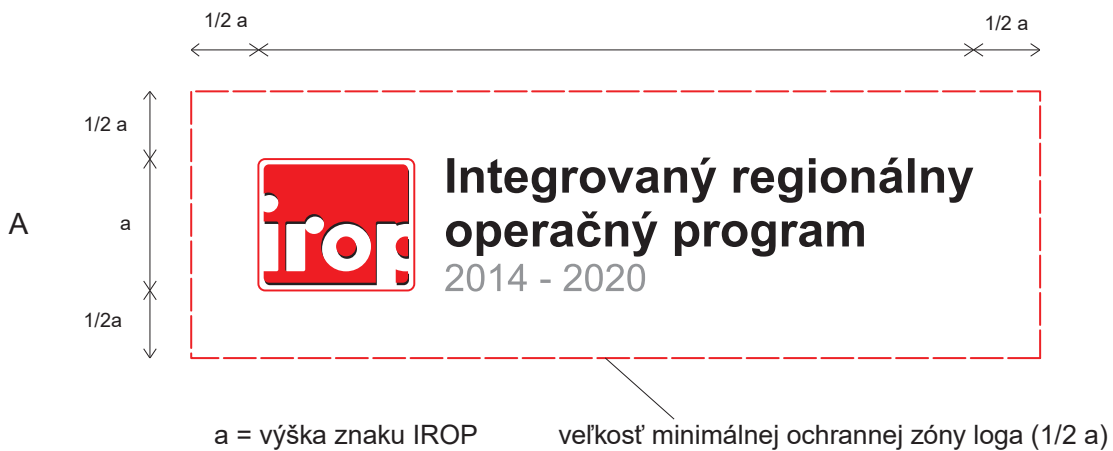 1/2 a
1/2 a
1/2 a
A
a
irop
Integrovaný regionálny
operačný program
2014 - 2020
1/2a
a = výška znaku IROP
veľkosť minimálnej ochrannej zóny loga (1/2 a)